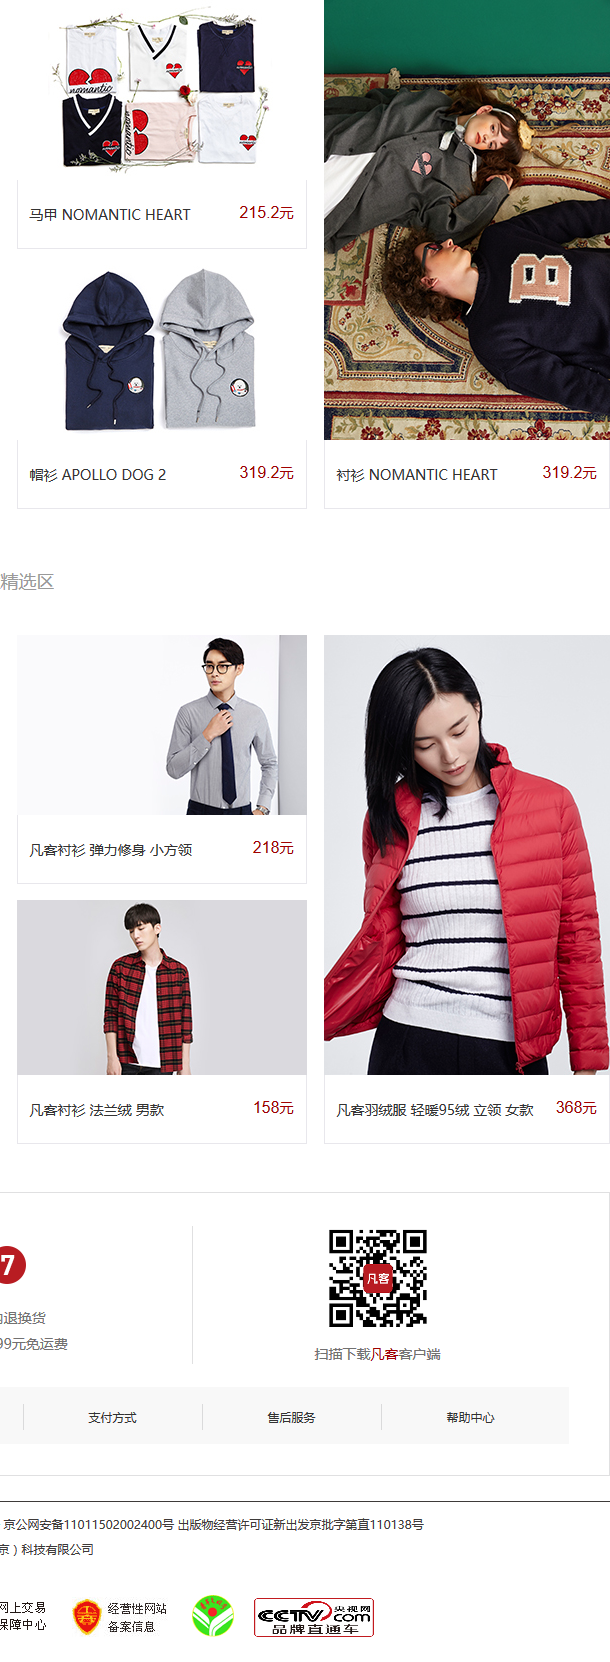 马甲 NOMANTIC HEART 215.2元
帽衫 APOLLO DOG 2 319.2元
B
衬衫 NOMANTIC HEART 319.2元
精选区
凡客衬衫 弹力修身 小方领 218元
凡客衬衫 法兰绒 男款 158元
凡客羽绒服 轻暖95绒 立领 女款 368元
7
退换货
99元免运费
凡客
扫描下载凡客客户端
支付方式 售后服务 帮助中心
京公网安备11011502002400号 出版物经营许可证新出发京批字第直110138号
京）科技有限公司
网上交易
保障中心
经营性网站
备案信息
CCTV.com 央视网
品牌直通车